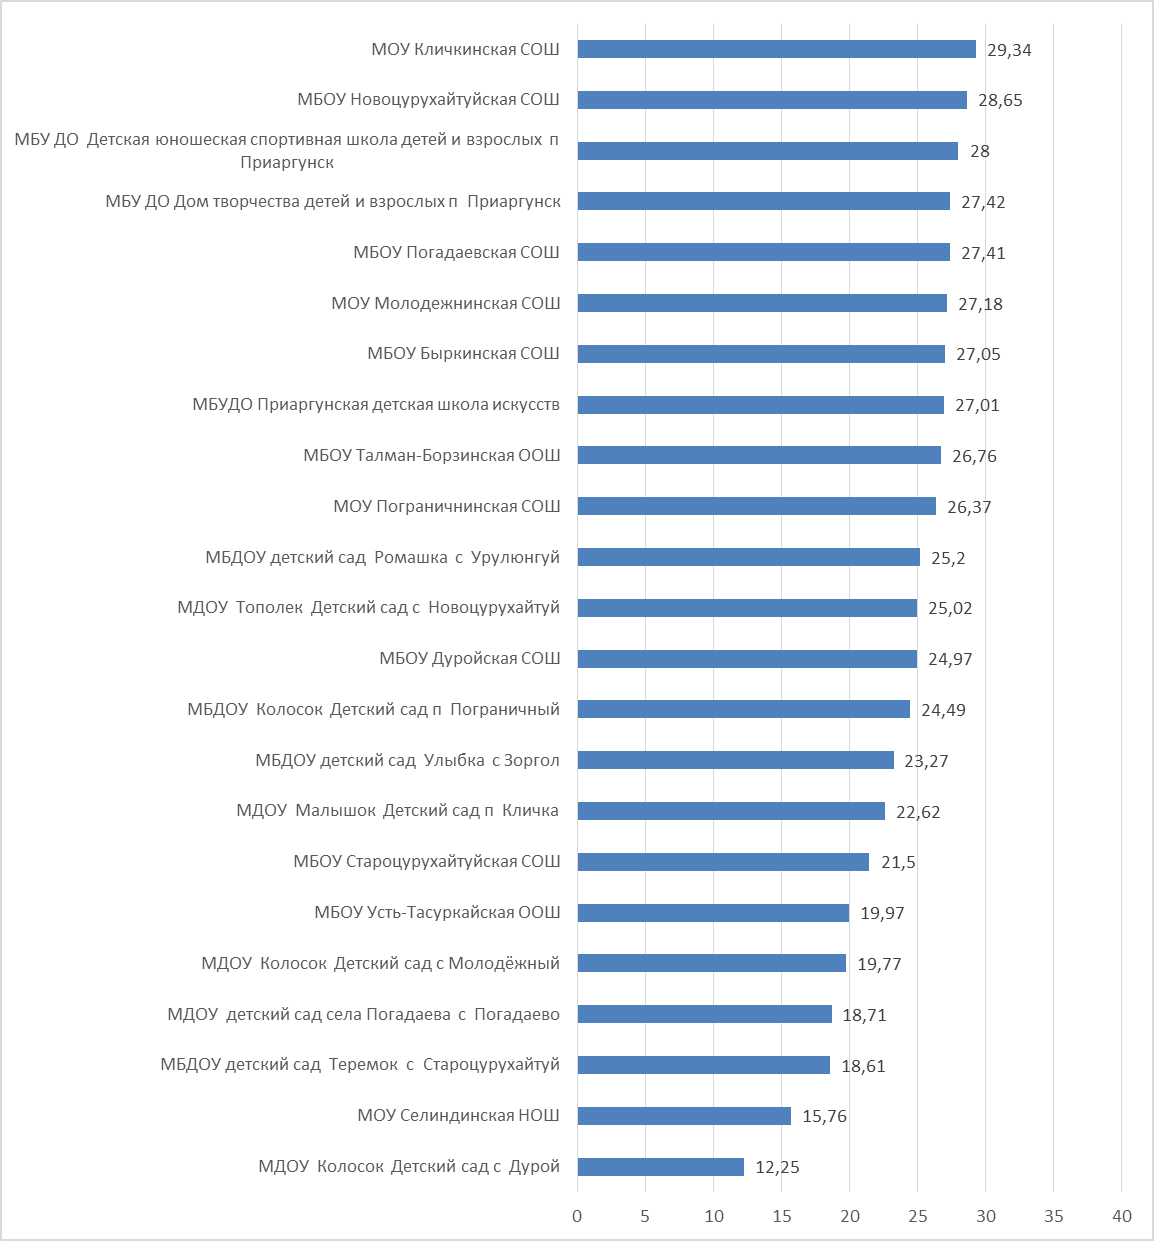 МОУ Кличкинская СОШ 29,34
МБОУ Новоцурухайтуйская СОШ 28,65
МБУ ДО Детская юношеская спортивная школа детей и взрослых п
Приаргунск 28
МБУ ДО Дом творчества детей и взрослых п Приаргунск 27,42
МБОУ Погадаевская СОШ 27,41
МОУ Молодежнинская СОШ 27,18
МБОУ Быркинская СОШ 27,05
МБУДО Приаргунская детская школа искусств 27,01
МБОУ Талман-Борзинская ООШ 26,76
МОУ Пограничнинская СОШ 26,37
МБДОУ детский сад Ромашка с Урулюнгуй 25,2
МДОУ Тополек Детский сад с Новоцурухайтуй 25,02
МБОУ Дуройская СОШ 24,97
МБДОУ Колосок Детский сад п Пограничный 24,49
МБДОУ детский сад Улыбка с Зоргол 23,27
МДОУ Малышок Детский сад п Кличка 22,62
МБОУ Староцурухайтуйская СОШ 21,5
МБОУ Усть-Тасуркайская ООШ 19,97
МДОУ Колосок Детский сад с Молодёжный 19,77
МДОУ детский сад села Погадаева с Погадаево 18,71
МБДОУ детский сад Теремок с Староцурухайтуй 18,61
МОУ Селиндинская НОШ 15,76
МДОУ Колосок Детский сад с Дурой 12,25
0 5 10 15 20 25 30 35 40